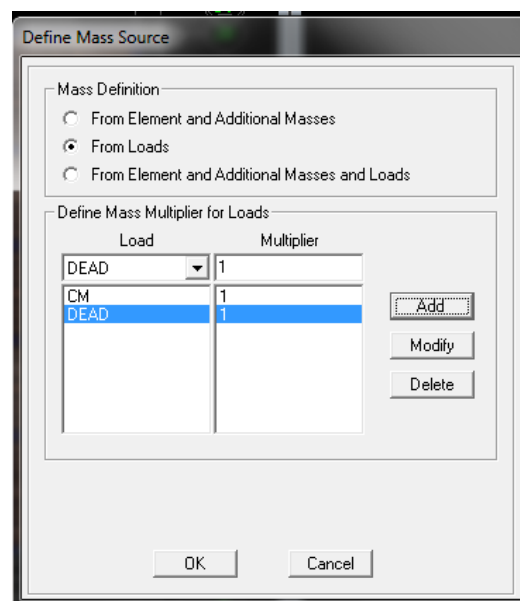 Define Mass Source
Mass Definition
From Element and Additional Masses
From Loads
From Element and Additional Masses and Loads
Define Mass Multiplier for Loads
Load Multiplier
DEAD 1
CM 1
DEAD 1
Add
Modify
Delete
OK Cancel